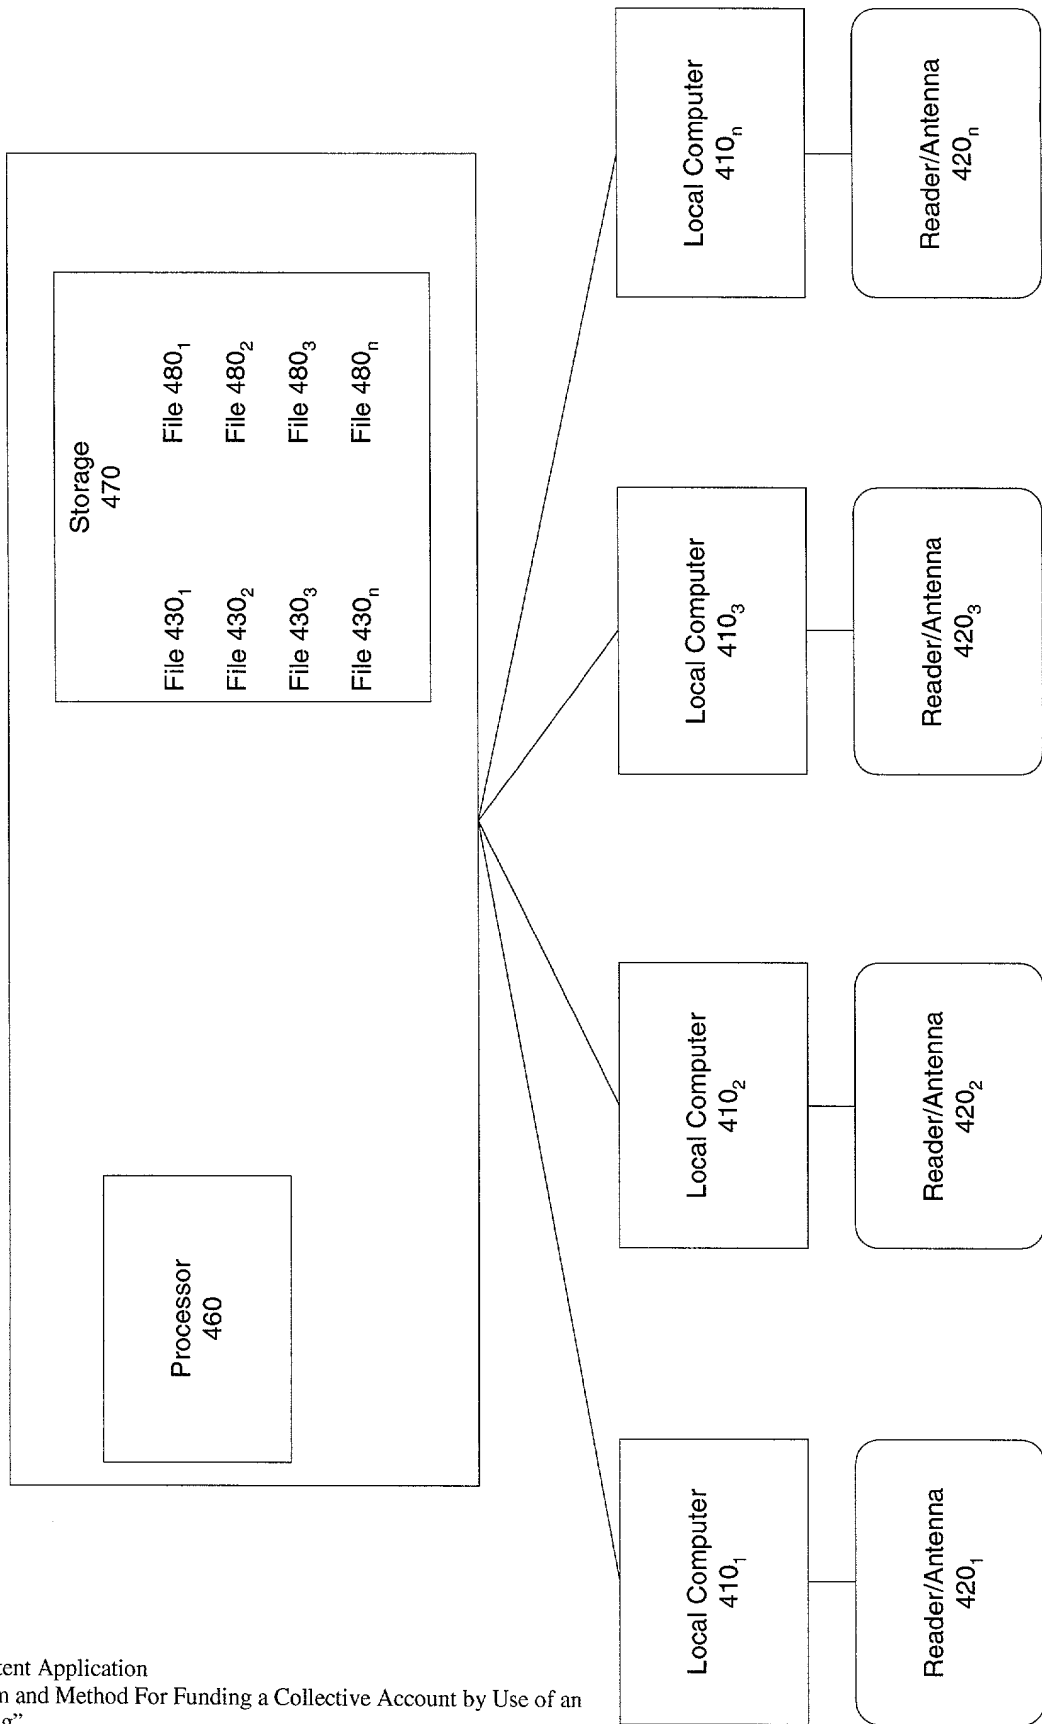 Processor
460
Storage
470
File 430₁
File 480₁
File 430₂
File 480₂
File 430₃
File 480₃
File 430ₙ
File 480ₙ
Local Computer
410₁
Local Computer
410₂
Local Computer
410₃
Local Computer
410ₙ
Reader/Antenna
420₁
Reader/Antenna
420₂
Reader/Antenna
420₃
Reader/Antenna
420ₙ
tent Application
and Method For Funding a Collective Account by Use of an